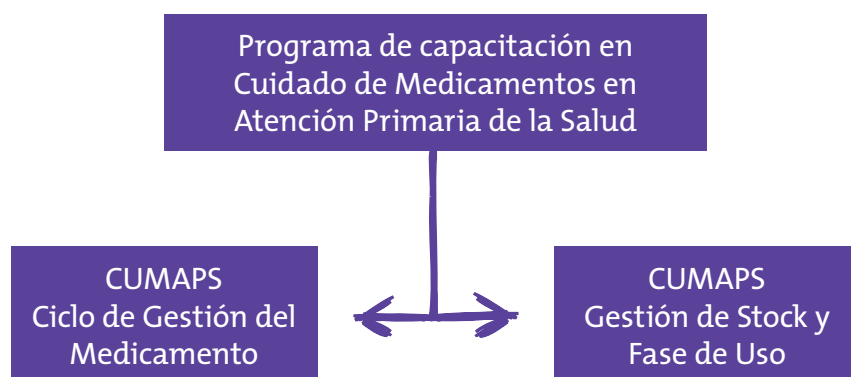 Programa de capacitación en
Cuidado de Medicamentos en
Atención Primaria de la Salud
CUMAPS
Ciclo de Gestión del
Medicamento
CUMAPS
Gestión de Stock y
Fase de Uso